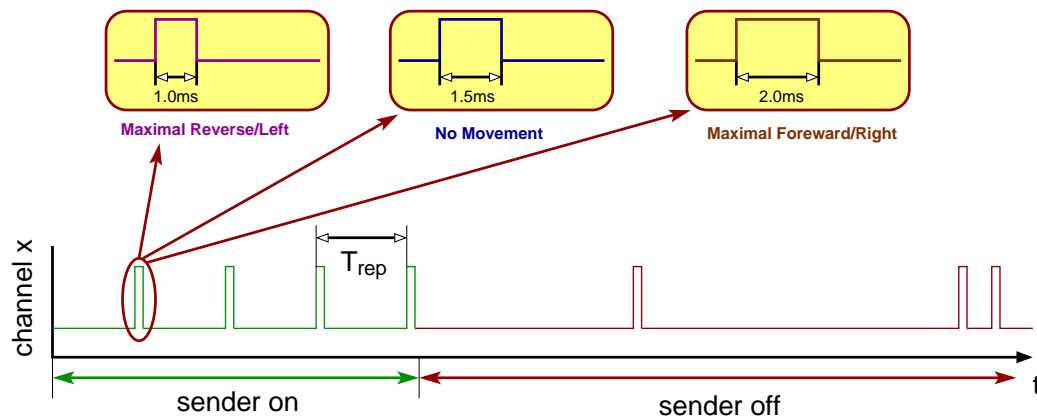 1.0ms
1.5ms
2.0ms
Maximal Reverse/Left
No Movement
Maximal Foreward/Right
channel x
Trep
t
sender on
sender off